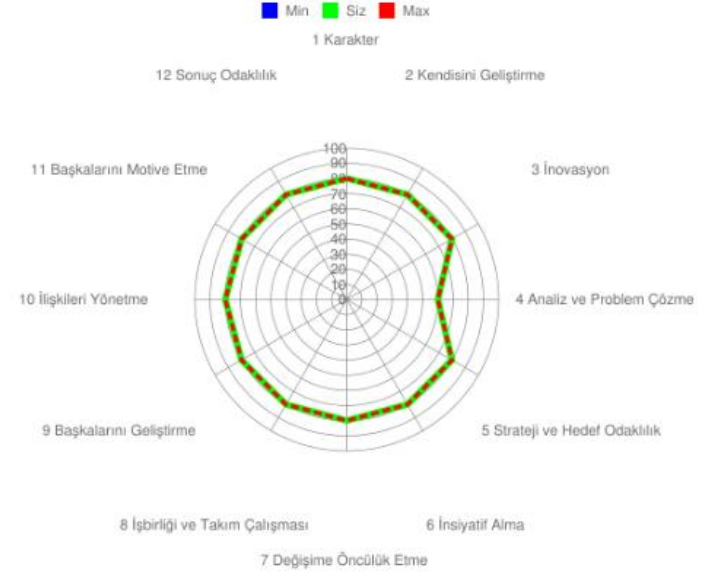 Min Siz Max
1 Karakter
12 Sonuç Odaklılık
2 Kendisini Geliştirme
11 Başkalarını Motive Etme
3 İnovasyon
100
90
80
70
60
50
40
30
20
10
0
10 İlişkileri Yönetme
4 Analiz ve Problem Çözme
9 Başkalarını Geliştirme
5 Strateji ve Hedef Odaklılık
8 İşbirliği ve Takım Çalışması
6 İnsiyatif Alma
7 Değişime Öncülük Etme